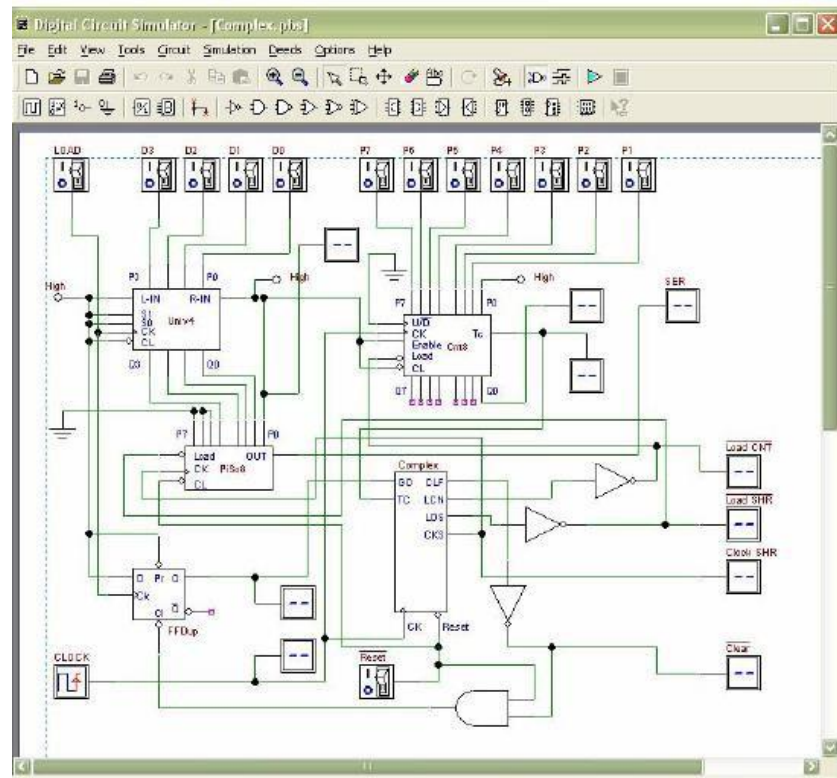 Digital Circuit Simulator - [Complex.pbs]
File Edit View Tools Circuit Simulation Deeds Options Help
LOAD D3 D2 D1 D0 P7 P6 P5 P4 P3 P2 P1
High P3 P0 High High SER
L-IN R-IN
S1
S0
CK
CL
Univ4
Q3 Q0
P7 P0
U/D
CK Tc
Enable Cnt8
Load
CL
Q7 Q0
P7 P0
Load OUT
CK PiSo8
CL
Complex
GO CLF
TC LCN
LDS
CKS
CK Reset
Load CNT
Load SHR
Clock SHR
Clear
D Pr Q
Ck
Cl Q
FFDup
CLOCK
Reset